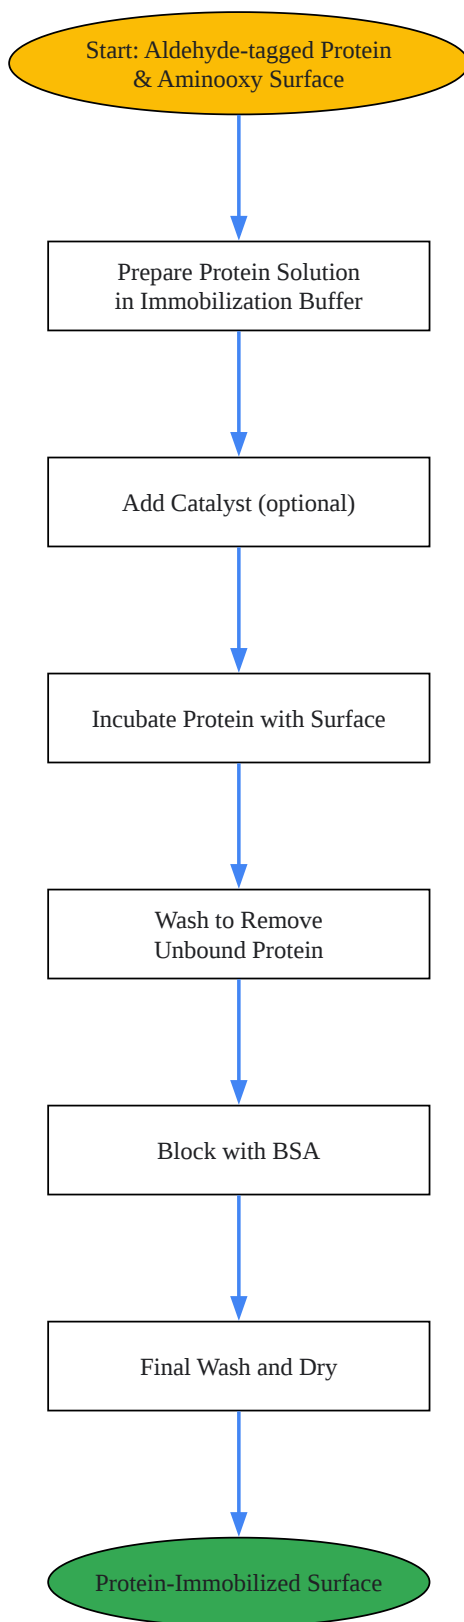 Start: Aldehyde-tagged Protein
& Aminooxy Surface
Prepare Protein Solution
in Immobilization Buffer
Add Catalyst (optional)
Incubate Protein with Surface
Wash to Remove
Unbound Protein
Block with BSA
Final Wash and Dry
Protein-Immobilized Surface